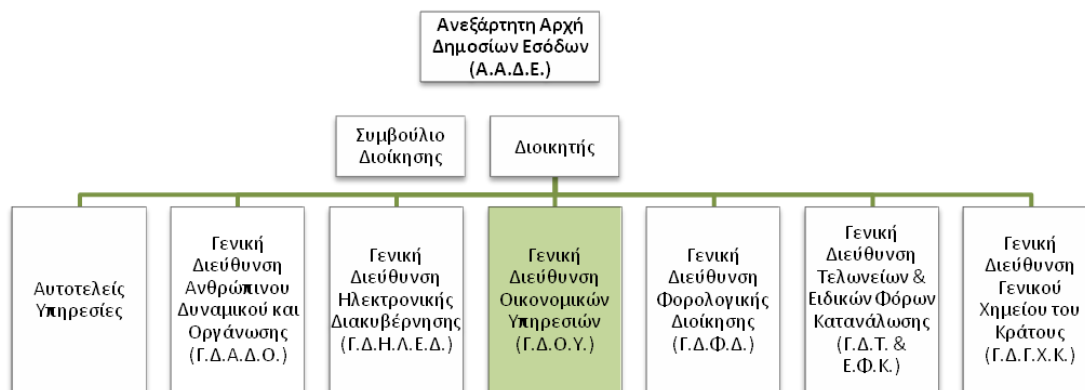 Ανεξάρτητη Αρχή
Δημοσίων Εσόδων
(Α.Α.Δ.Ε.)
Συμβούλιο
Διοίκησης
Διοικητής
Αυτοτελείς
Υπηρεσίες
Γενική
Διεύθυνση
Ανθρώπινου
Δυναμικού και
Οργάνωσης
(Γ.Δ.Α.Δ.Ο.)
Γενική
Διεύθυνση
Ηλεκτρονικής
Διακυβέρνησης
(Γ.Δ.Η.Λ.Ε.Δ.)
Γενική
Διεύθυνση
Οικονομικών
Υπηρεσιών
(Γ.Δ.Ο.Υ.)
Γενική
Διεύθυνση
Φορολογικής
Διοίκησης
(Γ.Δ.Φ.Δ.)
Γενική
Διεύθυνση
Τελωνείων &
Ειδικών Φόρων
Κατανάλωσης
(Γ.Δ.Τ. &
Ε.Φ.Κ.)
Γενική
Διεύθυνση
Γενικού
Χημείου του
Κράτους
(Γ.Δ.Γ.Χ.Κ.)